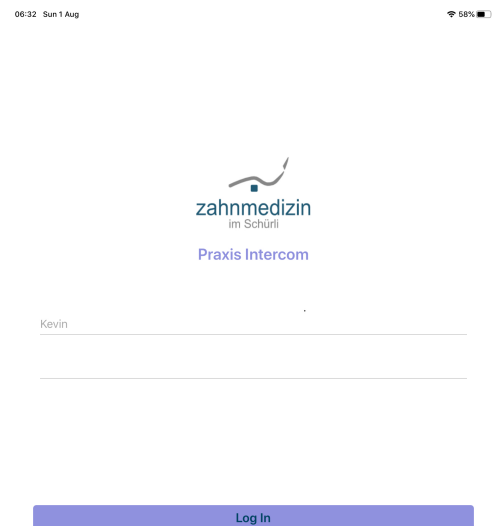 06:32 Sun 1 Aug 58%
zahnmedizin
im Schürli
Praxis Intercom
Kevin
Log In